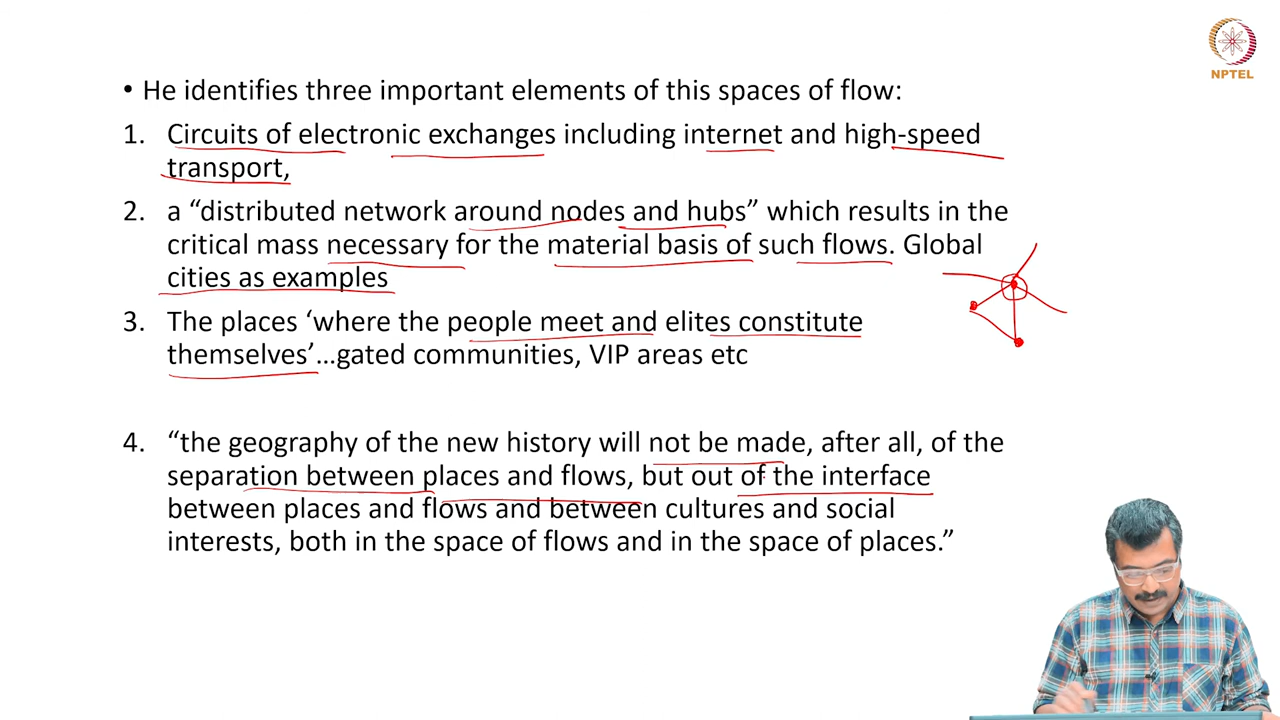 NPTEL
• He identifies three important elements of this spaces of flow:
1. Circuits of electronic exchanges including internet and high-speed
transport,
2. a “distributed network around nodes and hubs” which results in the
critical mass necessary for the material basis of such flows. Global
cities as examples
3. The places ‘where the people meet and elites constitute
themselves’…gated communities, VIP areas etc
4. “the geography of the new history will not be made, after all, of the
separation between places and flows, but out of the interface
between places and flows and between cultures and social
interests, both in the space of flows and in the space of places.”